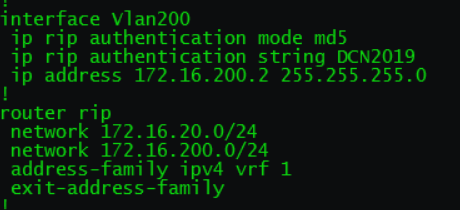 !
interface Vlan200
ip rip authentication mode md5
ip rip authentication string DCN2019
ip address 172.16.200.2 255.255.255.0
!
router rip
network 172.16.20.0/24
network 172.16.200.0/24
address-family ipv4 vrf 1
exit-address-family
!